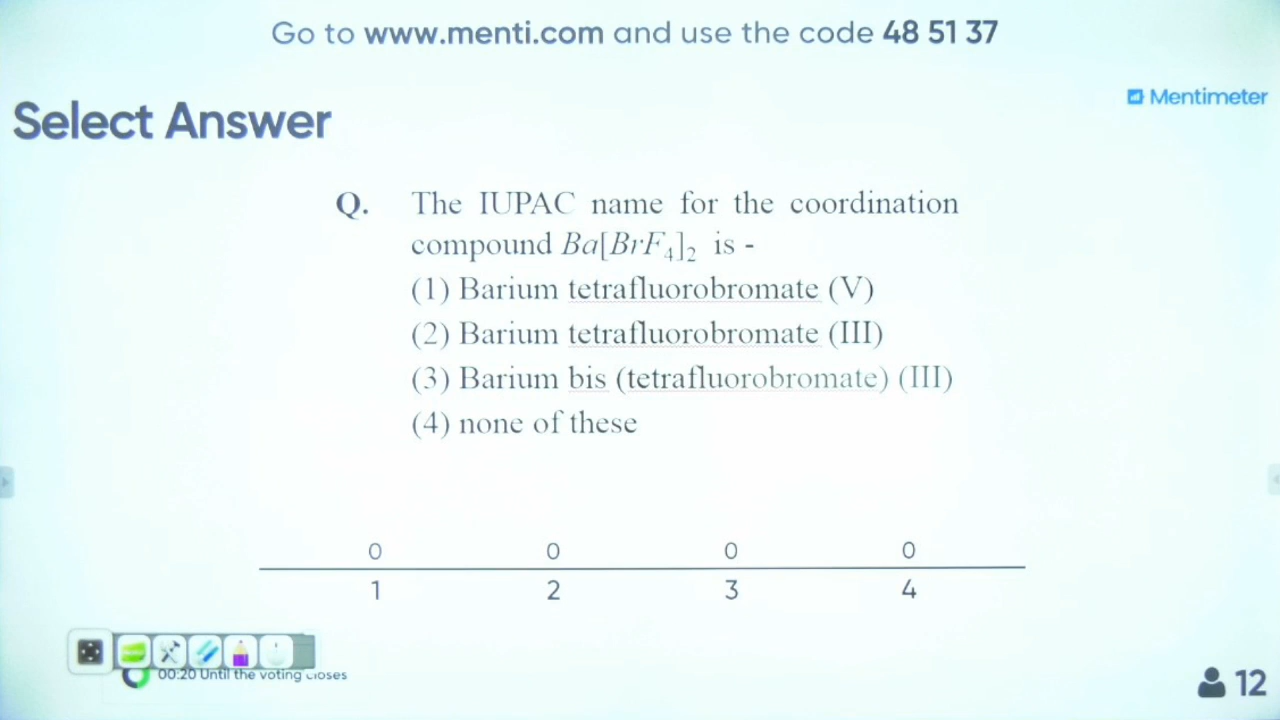 Go to www.menti.com and use the code 48 51 37
Mentimeter
Select Answer
Q. The IUPAC name for the coordination
compound Ba[BrF₄]₂ is -
(1) Barium tetrafluorobromate (V)
(2) Barium tetrafluorobromate (III)
(3) Barium bis (tetrafluorobromate) (III)
(4) none of these
0 0 0 0
1 2 3 4
00:20 Until the voting closes
12